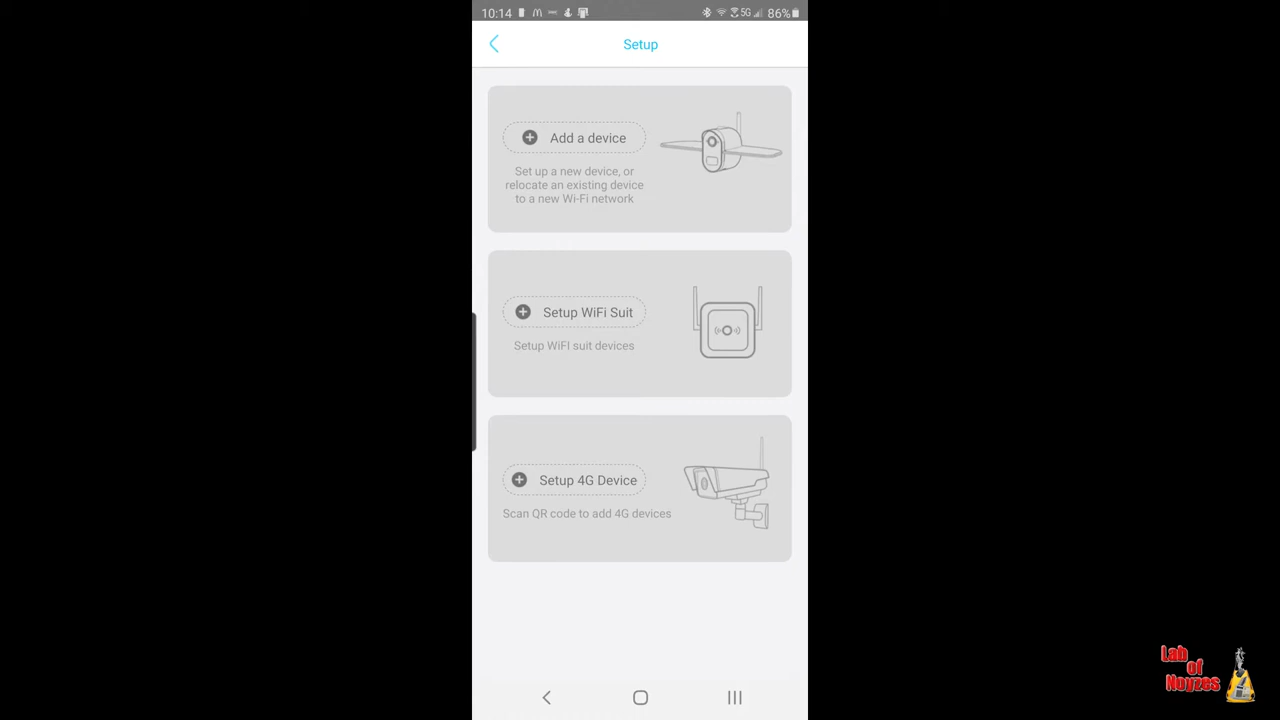 10:14
5G 86%
Setup
Add a device
Set up a new device, or
relocate an existing device
to a new Wi-Fi network
Setup WiFi Suit
Setup WiFI suit devices
Setup 4G Device
Scan QR code to add 4G devices
Lab
of
Noyzes